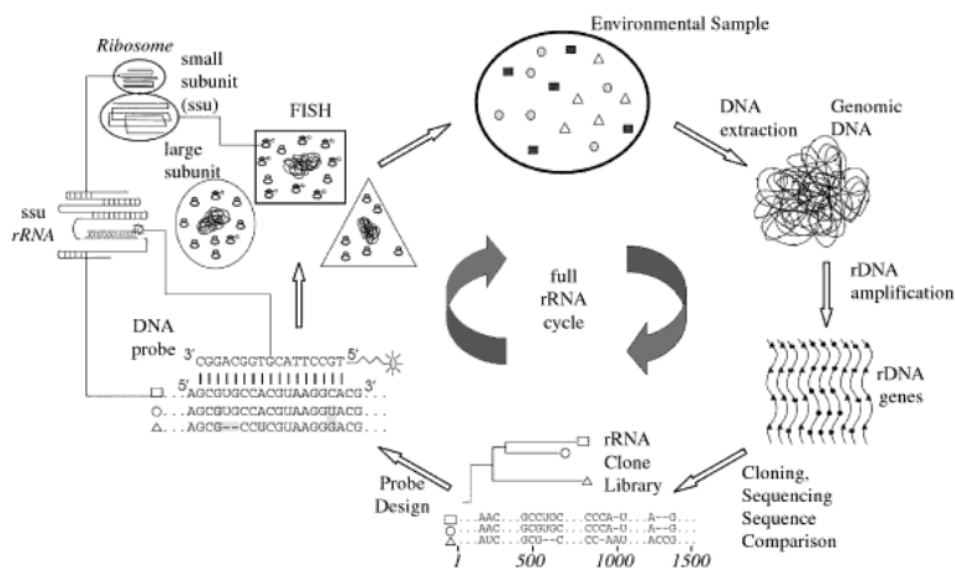 Environmental Sample
Ribosome
small
subunit
(ssu)
FISH
large
subunit
ssu
rRNA
DNA
extraction
Genomic
DNA
full
rRNA
cycle
rDNA
amplification
DNA
probe
3' CGGACGGTGCATTCCGT 5'
5' 3'
...AGCGUGCCACGUAAGGCACG...
...AGCGUGCCACGUAAGGUACG...
...AGCG--CCUCGUAAGGGACG...
rDNA
genes
rRNA
Clone
Library
Probe
Design
Cloning,
Sequencing
Sequence
Comparison
...AAC...GCCUGC...CCCA-U...A--G...
...AAC...GCGUGC...CCCA-U...A--G...
...AUC...GCG--C...CC-AAU...ACCG...
1 500 1000 1500